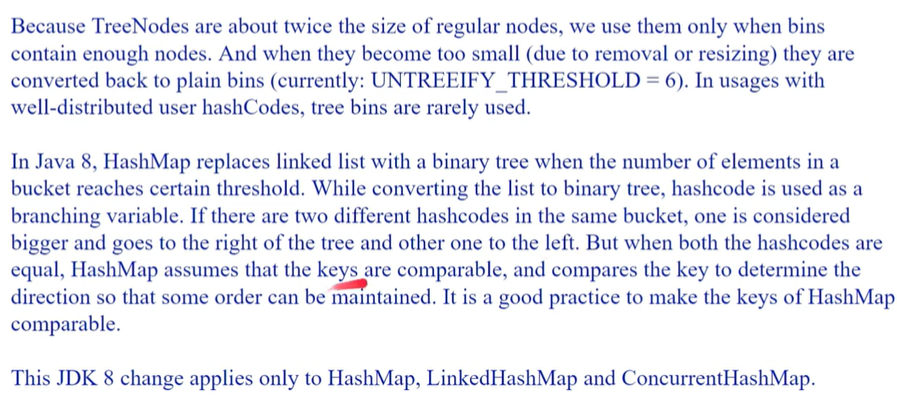 Because TreeNodes are about twice the size of regular nodes, we use them only when bins
contain enough nodes. And when they become too small (due to removal or resizing) they are
converted back to plain bins (currently: UNTREEIFY_THRESHOLD = 6). In usages with
well-distributed user hashCodes, tree bins are rarely used.
In Java 8, HashMap replaces linked list with a binary tree when the number of elements in a
bucket reaches certain threshold. While converting the list to binary tree, hashcode is used as a
branching variable. If there are two different hashcodes in the same bucket, one is considered
bigger and goes to the right of the tree and other one to the left. But when both the hashcodes are
equal, HashMap assumes that the keys are comparable, and compares the key to determine the
direction so that some order can be maintained. It is a good practice to make the keys of HashMap
comparable.
This JDK 8 change applies only to HashMap, LinkedHashMap and ConcurrentHashMap.